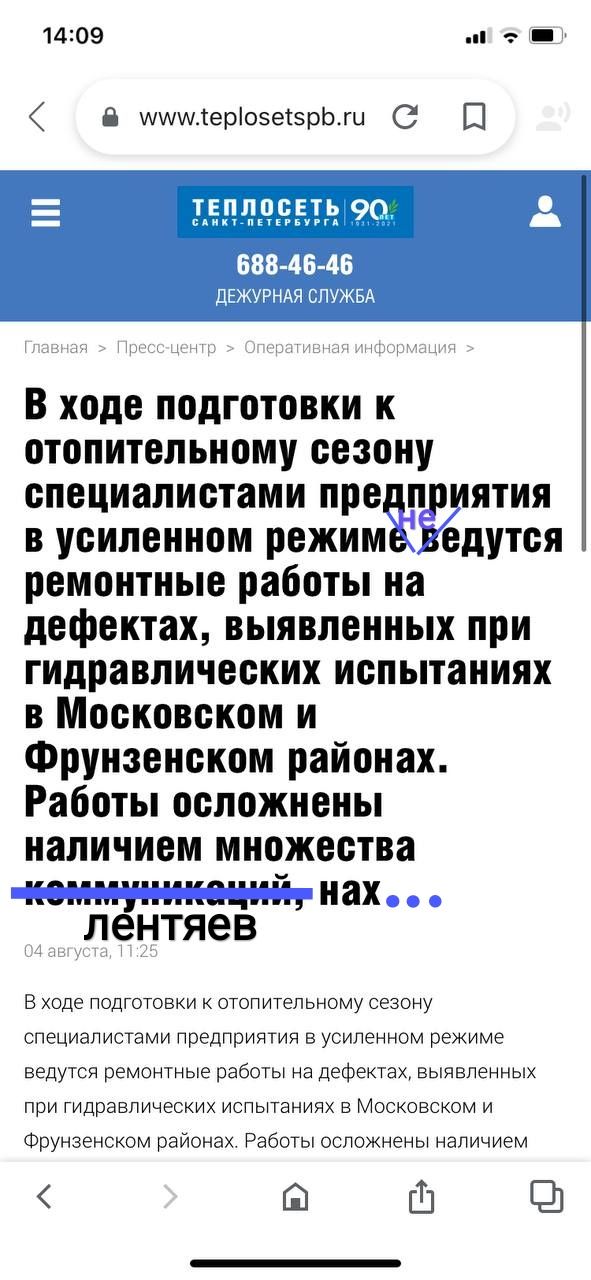 14:09
www.teplosetspb.ru
ТЕПЛОСЕТЬ 90 ЛЕТ
САНКТ-ПЕТЕРБУРГА 1931-2021
688-46-46
ДЕЖУРНАЯ СЛУЖБА
Главная > Пресс-центр > Оперативная информация >
В ходе подготовки к
отопительному сезону
специалистами предприятия
не
в усиленном режиме ведутся
ремонтные работы на
дефектах, выявленных при
гидравлических испытаниях
в Московском и
Фрунзенском районах.
Работы осложнены
наличием множества
коммуникаций, нах...
лентяев
04 августа, 11:25
В ходе подготовки к отопительному сезону
специалистами предприятия в усиленном режиме
ведутся ремонтные работы на дефектах, выявленных
при гидравлических испытаниях в Московском и
Фрунзенском районах. Работы осложнены наличием